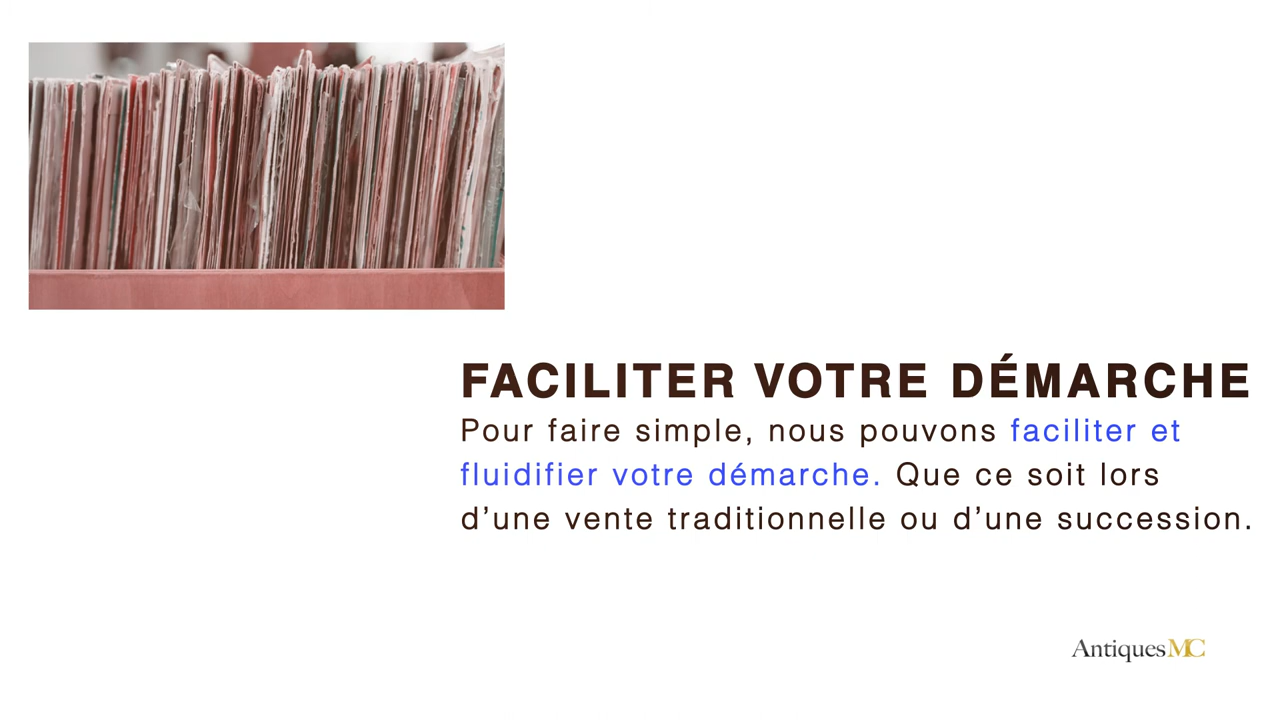 FACILITER VOTRE DÉMARCHE
Pour faire simple, nous pouvons faciliter et
fluidifier votre démarche. Que ce soit lors
d’une vente traditionnelle ou d’une succession.
AntiquesMC